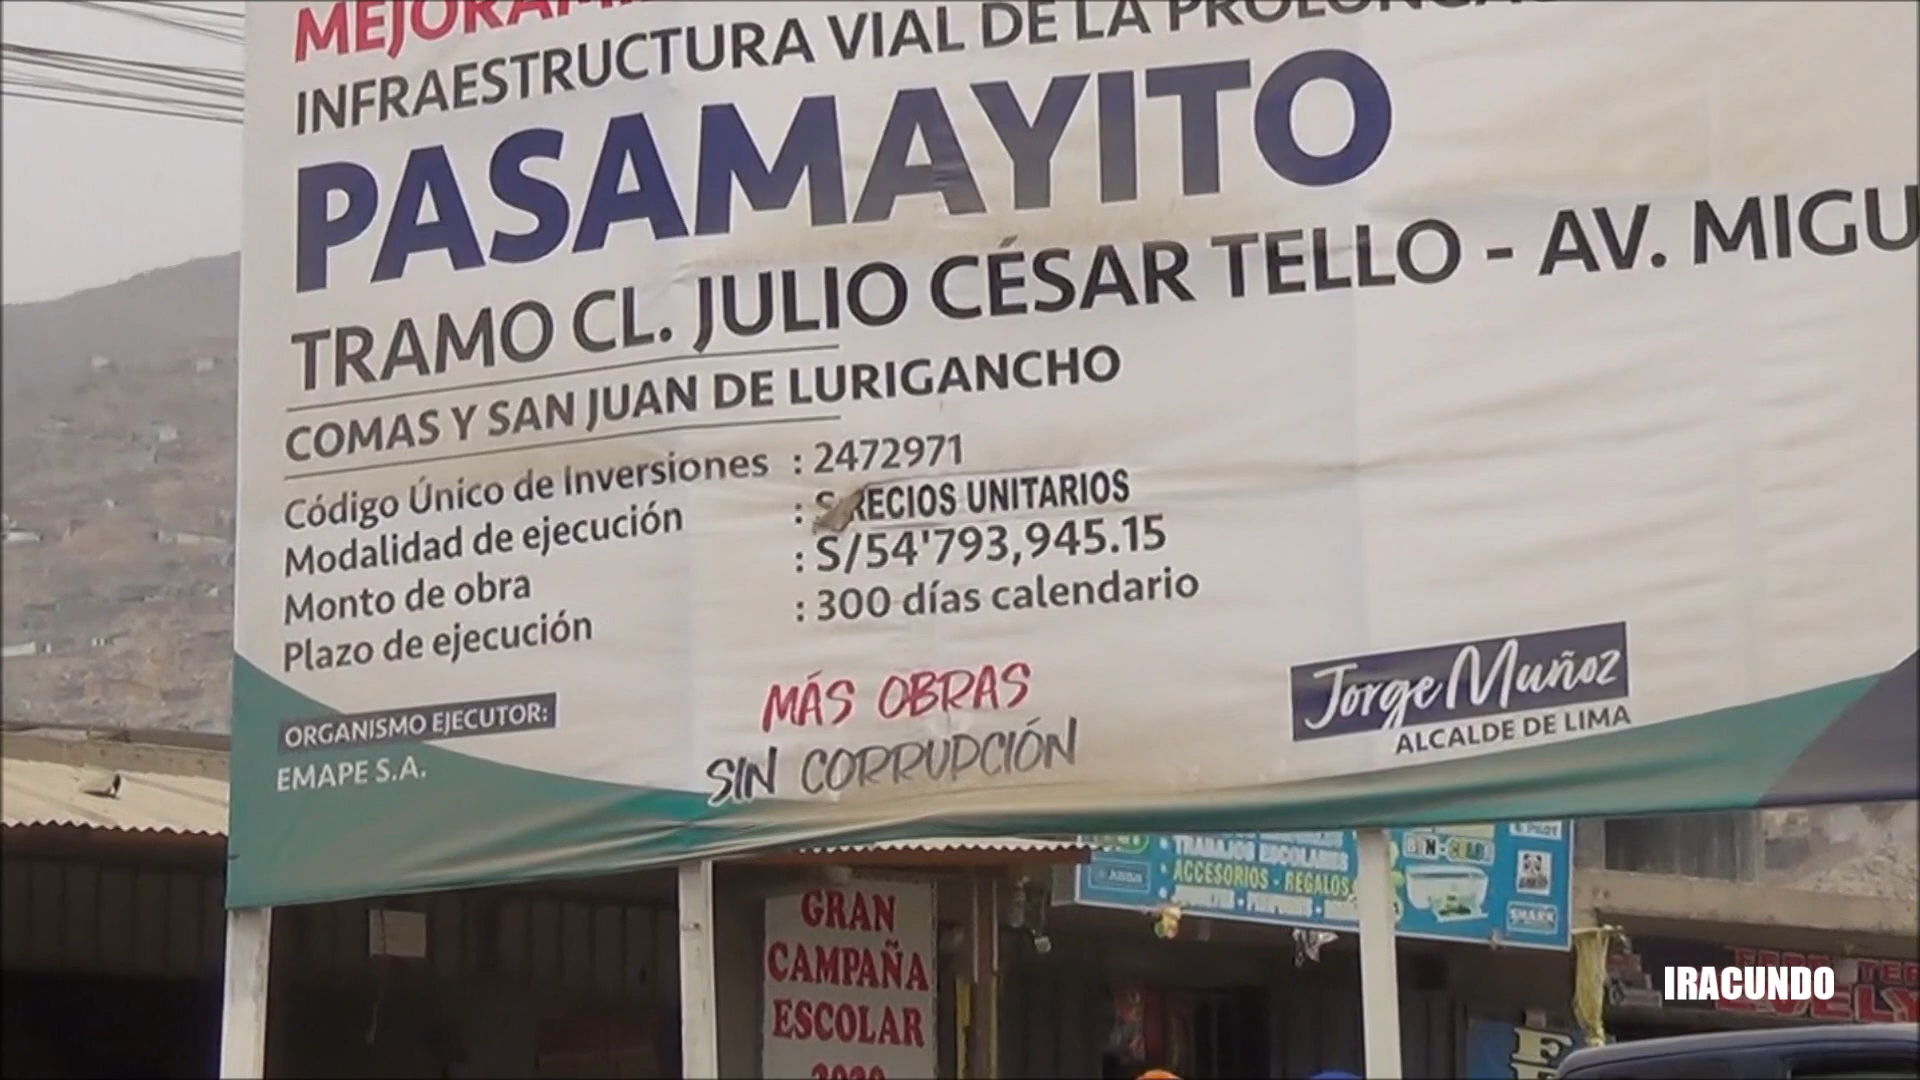 INFRAESTRUCTURA VIAL DE LA
PASAMAYITO
TRAMO CL. JULIO CÉSAR TELLO - AV. MIGU
COMAS Y SAN JUAN DE LURIGANCHO
Código Único de Inversiones : 2472971
Modalidad de ejecución : RECIOS UNITARIOS
Monto de obra : S/54'793,945.15
Plazo de ejecución : 300 días calendario
MÁS OBRAS
SIN CORRUPCIÓN
Jorge Muñoz
ALCALDE DE LIMA
ORGANISMO EJECUTOR:
EMAPE S.A.
TRABAJOS ESCOLARES
ACCESORIOS - REGALOS
SHARK
GRAN
CAMPAÑA
ESCOLAR
IRACUNDO